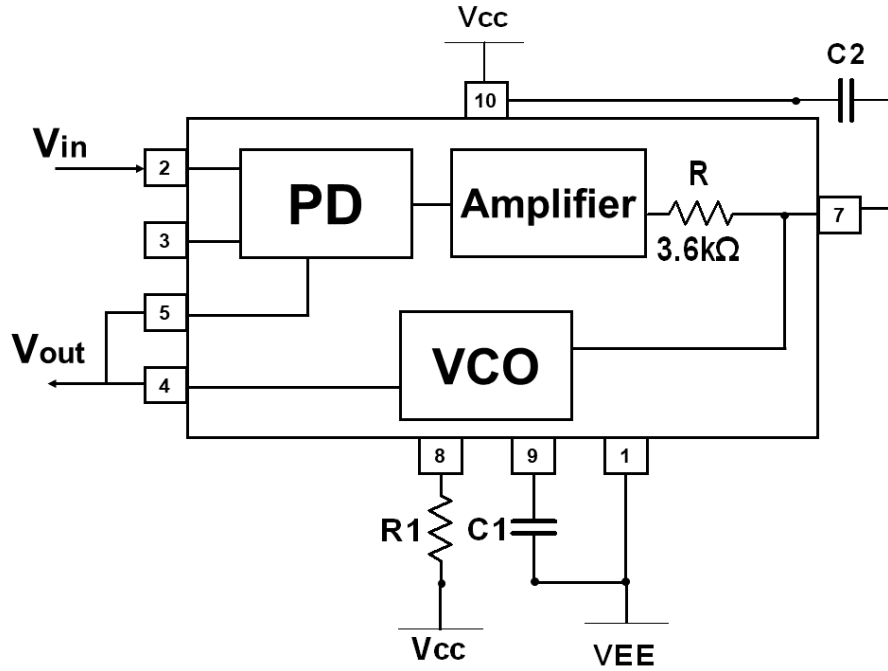 Vcc
C2
10
Vin
2
PD
Amplifier
R
3.6kΩ
7
3
5
Vout
4
VCO
8
9
1
R1
C1
Vcc
VEE